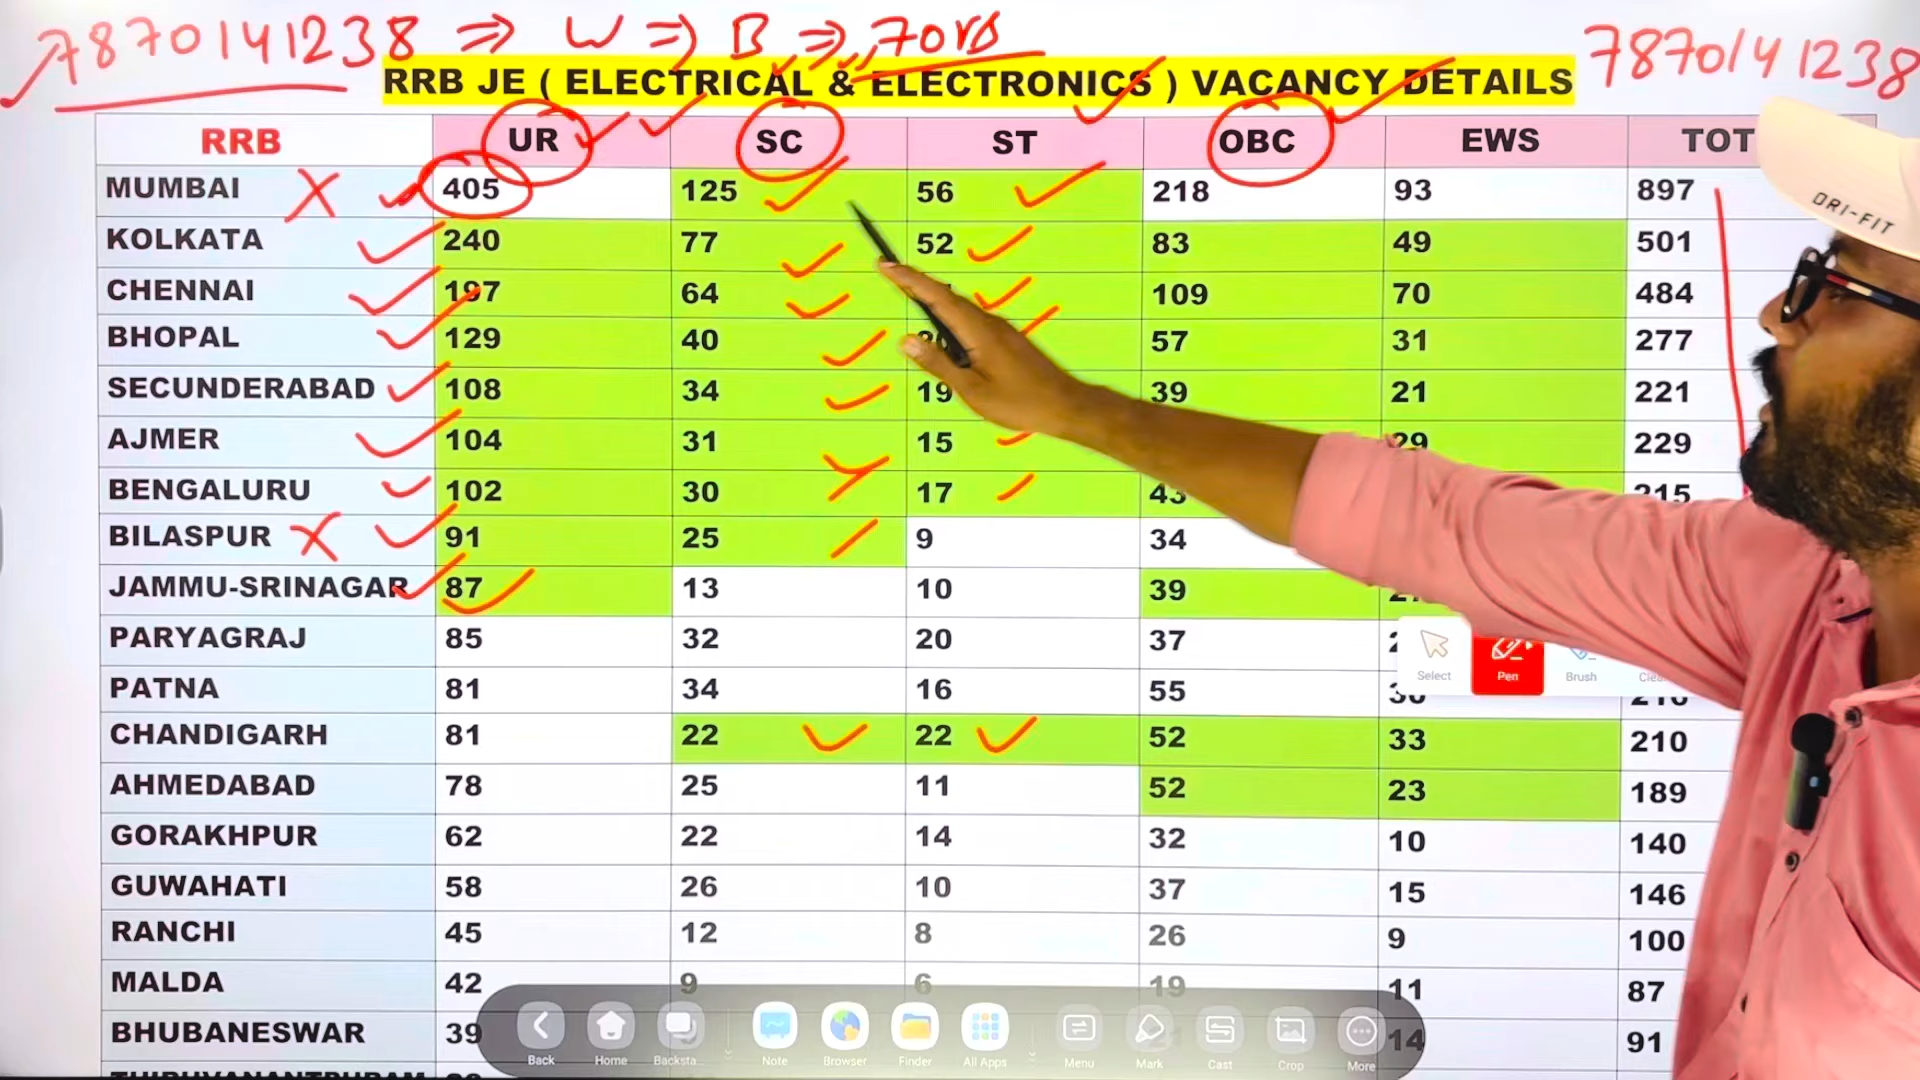 7870141238 ⇒ W ⇒ B ⇒ 70rs
7870141238
RRB JE ( ELECTRICAL & ELECTRONICS ) VACANCY DETAILS
RRB UR SC ST OBC EWS TOT
MUMBAI 405 125 56 218 93 897
KOLKATA 240 77 52 83 49 501
CHENNAI 197 64 109 70 484
BHOPAL 129 40 57 31 277
SECUNDERABAD 108 34 19 39 21 221
AJMER 104 31 15 29 229
BENGALURU 102 30 17 43 215
BILASPUR 91 25 9 34
JAMMU-SRINAGAR 87 13 10 39
PARYAGRAJ 85 32 20 37
PATNA 81 34 16 55 30 216
CHANDIGARH 81 22 22 52 33 210
AHMEDABAD 78 25 11 52 23 189
GORAKHPUR 62 22 14 32 10 140
GUWAHATI 58 26 10 37 15 146
RANCHI 45 12 8 26 9 100
MALDA 42 9 6 19 11 87
BHUBANESWAR 39 14 91
THIRUVANANTPURAM
DRI-FIT
Select Pen Brush
Back Home Backsta... Note Browser Finder All Apps Menu Mark Cast Crop More